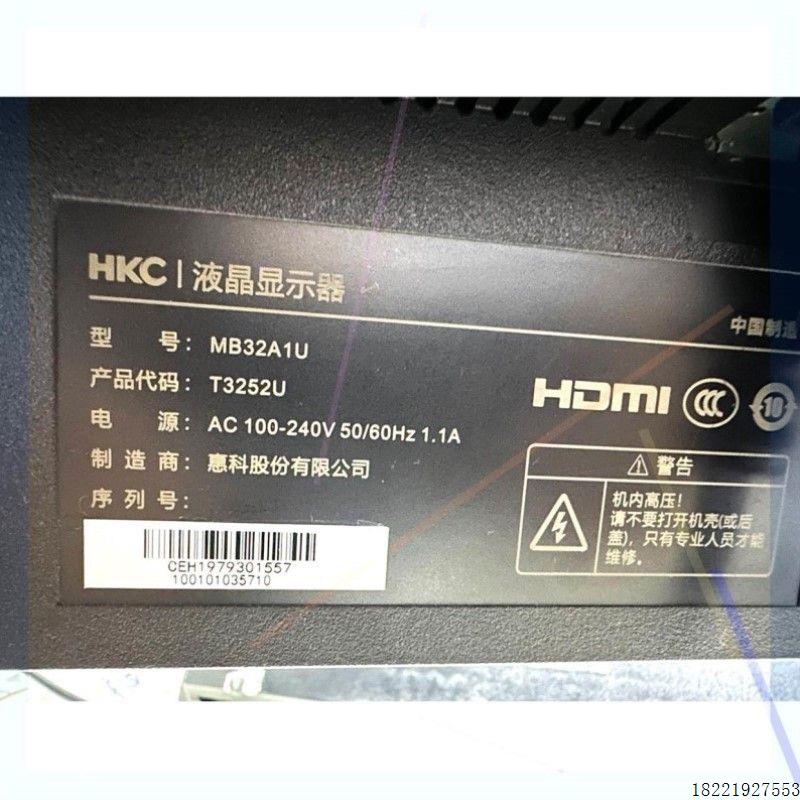 HKC | 液晶显示器
中国制造
型 号: MB32A1U
产品代码: T3252U
电 源: AC 100-240V 50/60Hz 1.1A
制 造 商: 惠科股份有限公司
序 列 号:
CEH1979301557
100101035710
HDMI
CCC
10
警告
机内高压!
请不要打开机壳(或后
盖), 只有专业人员才能
维修。
18221927553